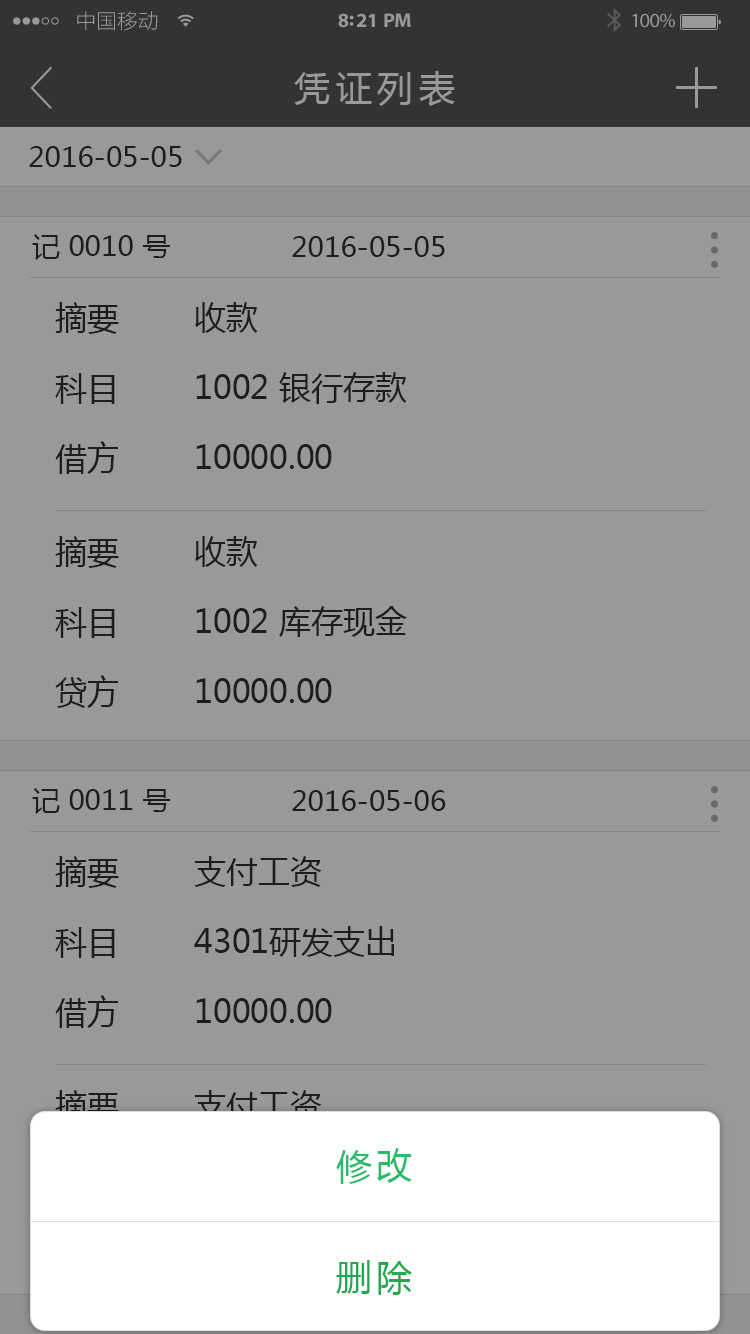 中国移动 8:21 PM 100%
凭证列表
2016-05-05
记 0010 号 2016-05-05
摘要 收款
科目 1002 银行存款
借方 10000.00
摘要 收款
科目 1002 库存现金
贷方 10000.00
记 0011 号 2016-05-06
摘要 支付工资
科目 4301研发支出
借方 10000.00
摘要 支付工资
修改
删除